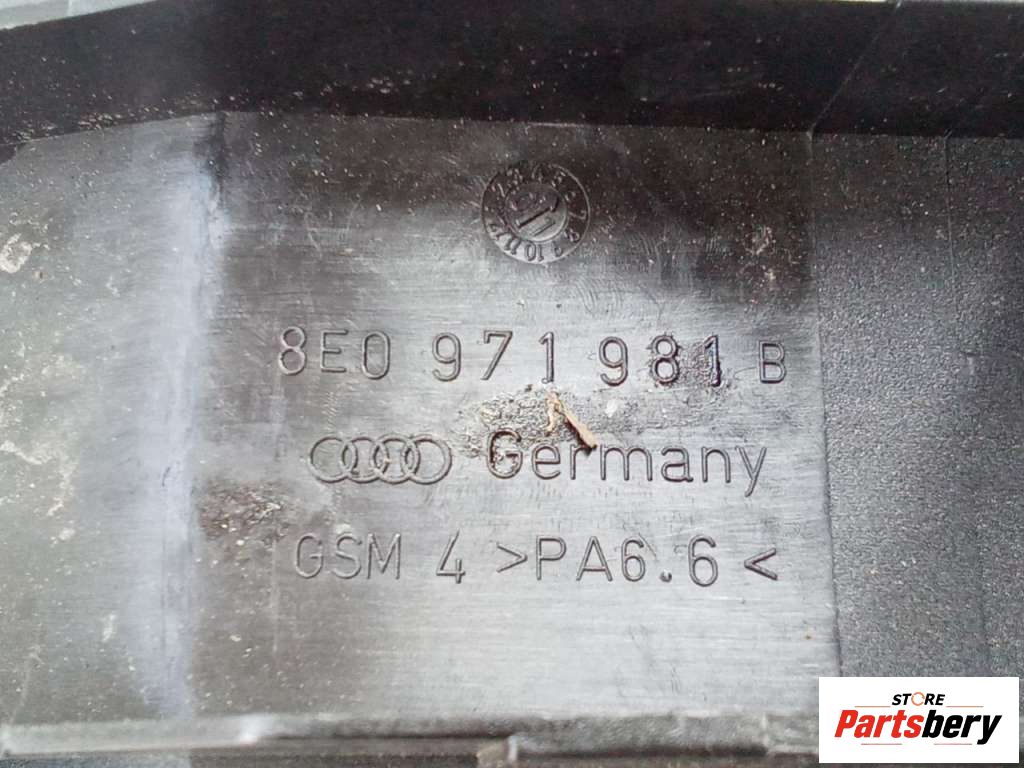 8E0 971 981 B
Germany
GSM 4 >PA6.6<
STORE
Partsbery